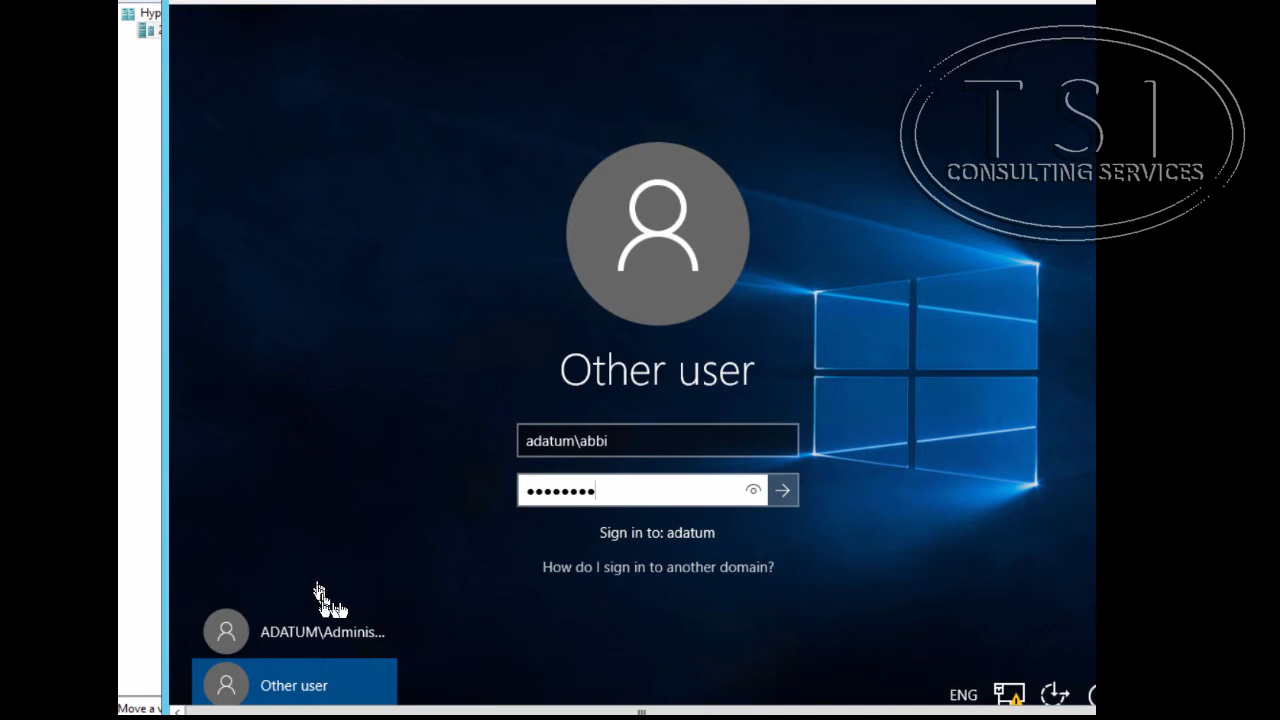 Hyp
T S I
CONSULTING SERVICES
Other user
adatum\abbi
Sign in to: adatum
How do I sign in to another domain?
ADATUM\Adminis...
Other user
ENG
Move a v